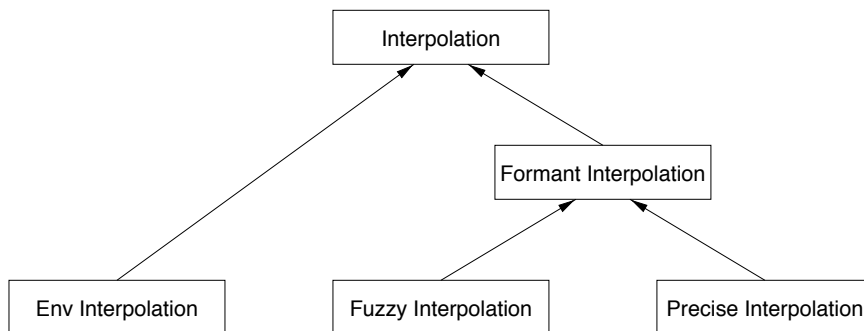 Interpolation
Formant Interpolation
Env Interpolation
Fuzzy Interpolation
Precise Interpolation